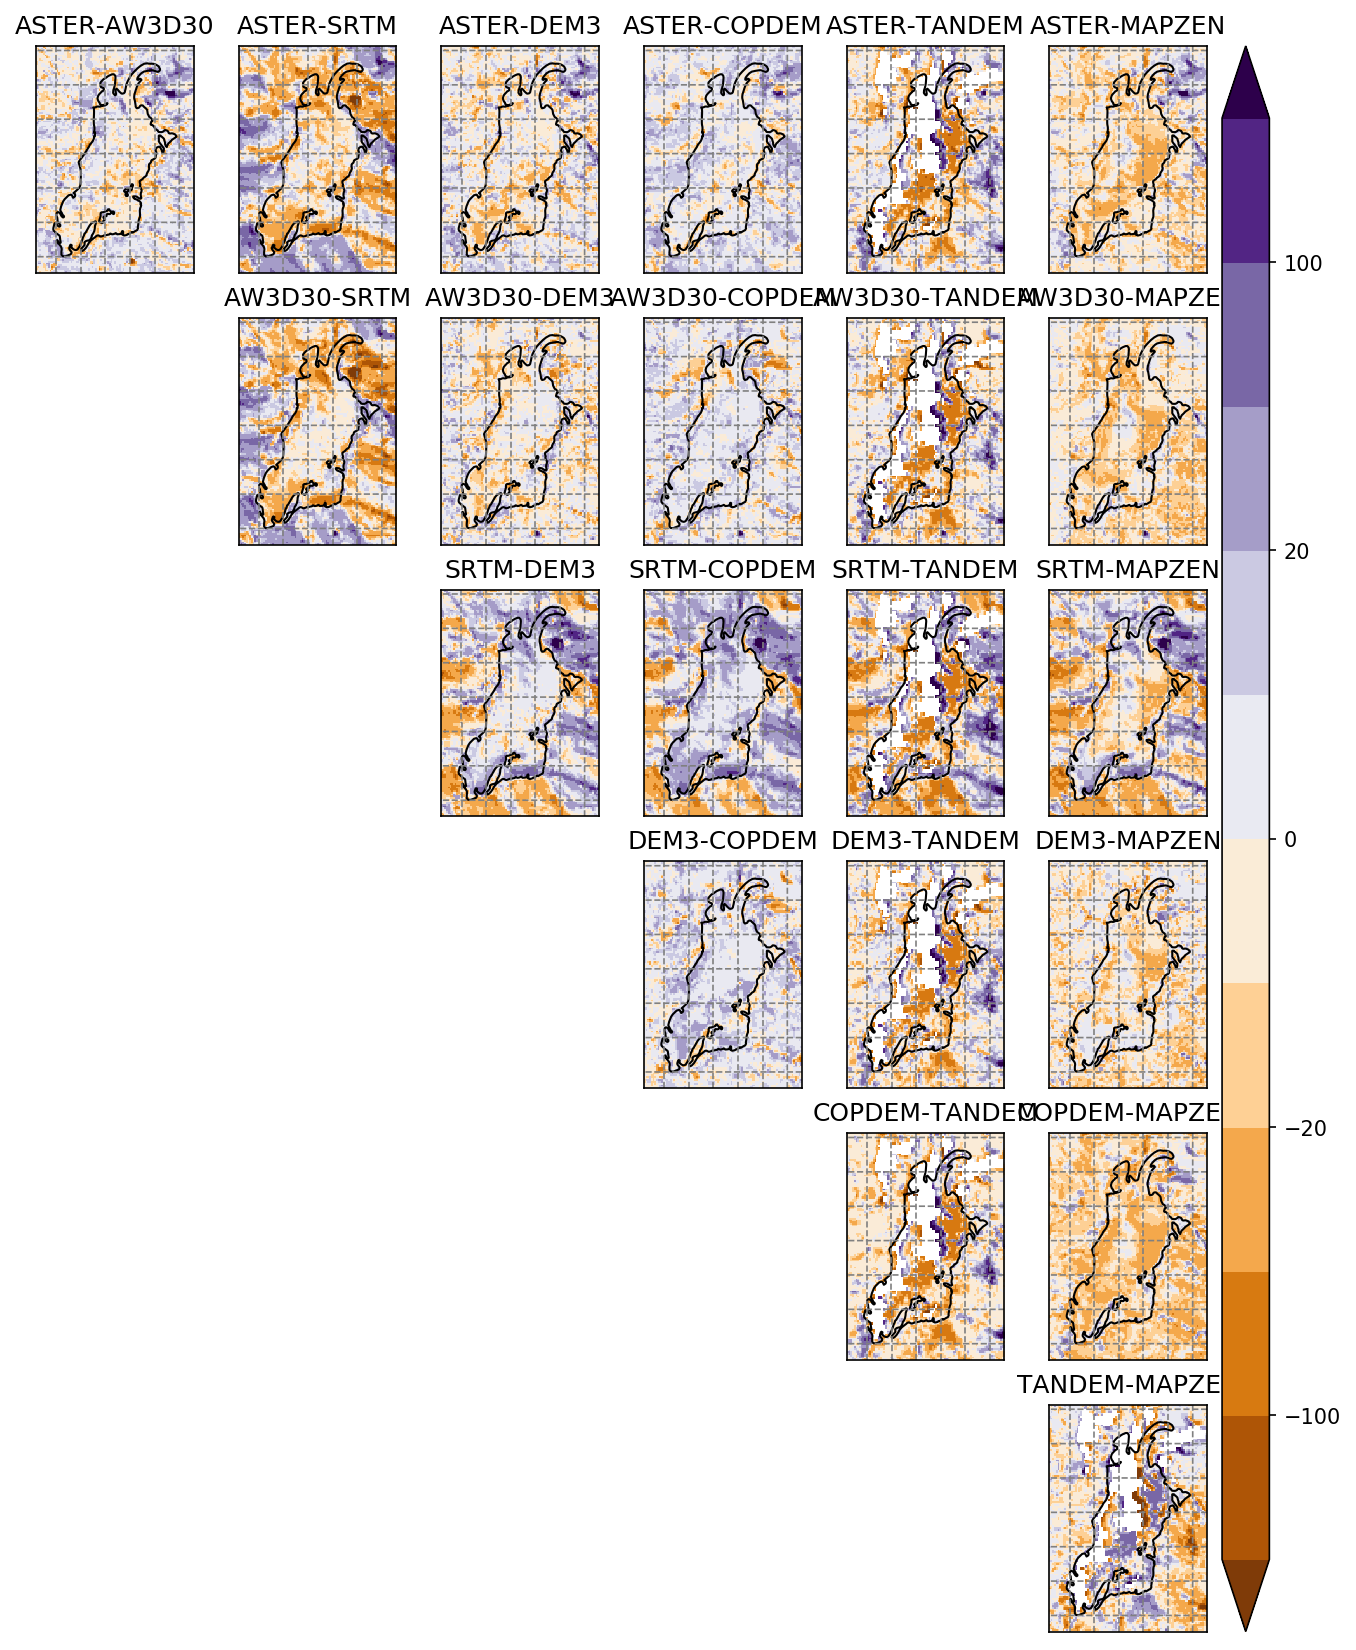 ASTER-AW3D30 ASTER-SRTM ASTER-DEM3 ASTER-COPDEM ASTER-TANDEM ASTER-MAPZEN
100
AW3D30-SRTM AW3D30-DEM3 AW3D30-COPDEM AW3D30-TANDEM AW3D30-MAPZE
20
SRTM-DEM3 SRTM-COPDEM SRTM-TANDEM SRTM-MAPZEN
0
DEM3-COPDEM DEM3-TANDEM DEM3-MAPZEN
COPDEM-TANDEM COPDEM-MAPZE
−20
TANDEM-MAPZE
−100